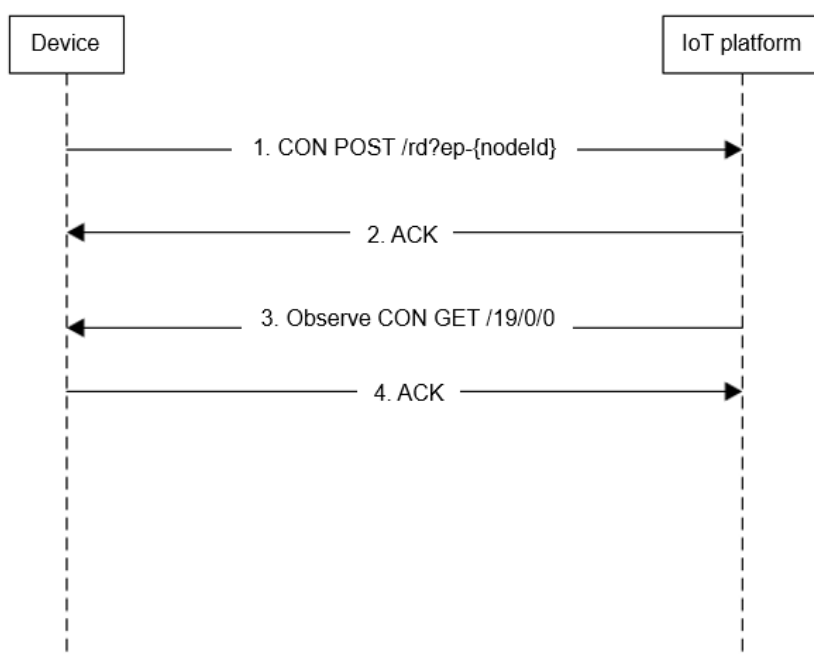 Device
IoT platform
1. CON POST /rd?ep-{nodeId}
2. ACK
3. Observe CON GET /19/0/0
4. ACK